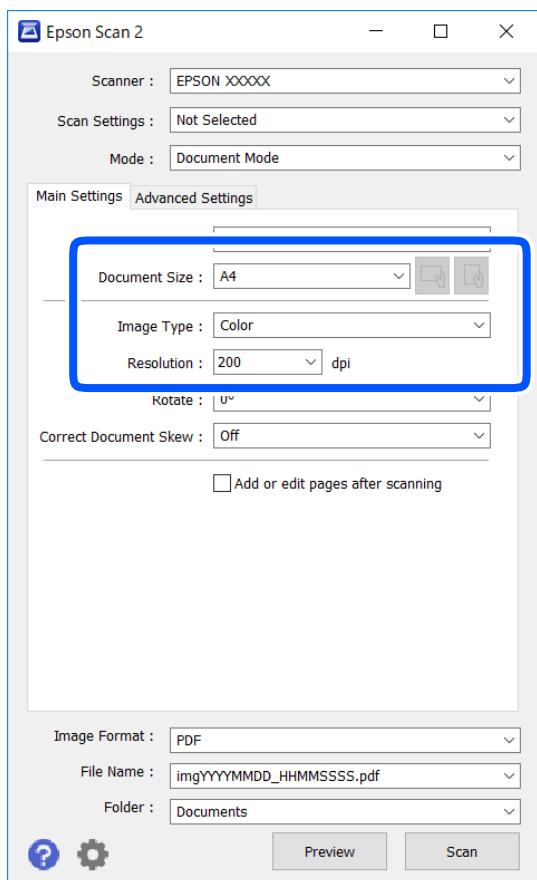 Epson Scan 2
Scanner : EPSON XXXXX
Scan Settings : Not Selected
Mode : Document Mode
Main Settings Advanced Settings
Document Size : A4
Image Type : Color
Resolution : 200 dpi
Rotate : 0°
Correct Document Skew : Off
Add or edit pages after scanning
Image Format : PDF
File Name : imgYYYYMMDD_HHMMSSSS.pdf
Folder : Documents
?
Preview Scan